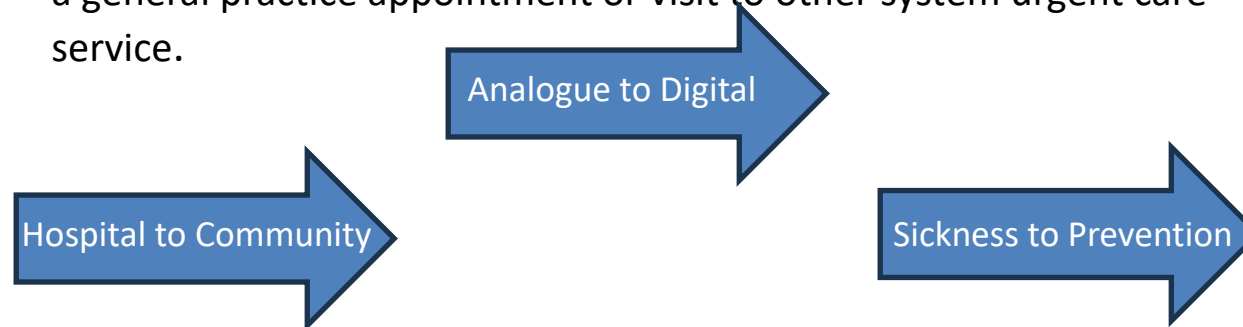 a general practice appointment or visit to other system urgent care
service.
Analogue to Digital
Hospital to Community
Sickness to Prevention